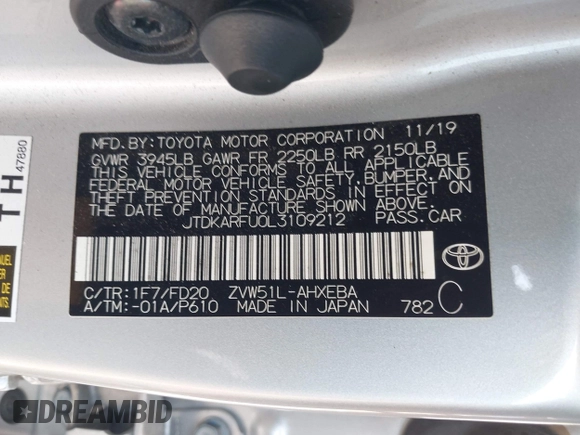 MFD.BY:TOYOTA MOTOR CORPORATION 11/19
GVWR 3945LB GAWR FR 2250LB RR 2150LB
THIS VEHICLE CONFORMS TO ALL APPLICABLE
FEDERAL MOTOR VEHICLE SAFETY,BUMPER,AND
THEFT PREVENTION STANDARDS IN EFFECT ON
THE DATE OF MANUFACTURE SHOWN ABOVE.
JTDKARFU0L3109212 PASS.CAR
C/TR:1F7/FD20 ZVW51L-AHXEBA
A/TM:-01A/P610 MADE IN JAPAN 782 C
TH 47880
DREAMBID